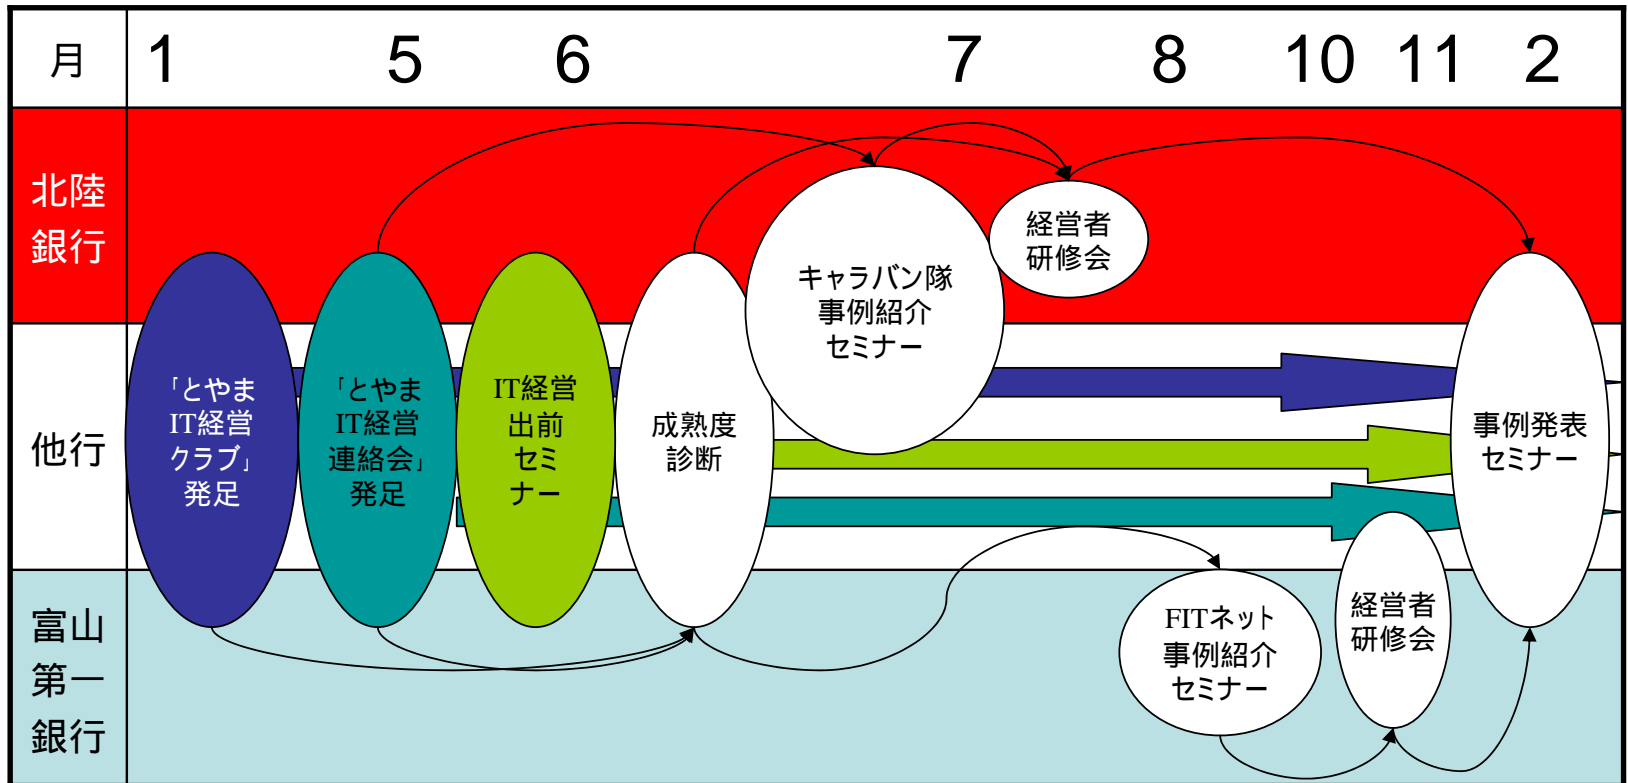 月
1 5 6 7 8 10 11 2
北陸
銀行
他行
富山
第一
銀行
「とやま
IT経営
クラブ」
発足
「とやま
IT経営
連絡会」
発足
IT経営
出前
セミ
ナー
成熟度
診断
キャラバン隊
事例紹介
セミナー
経営者
研修会
FITネット
事例紹介
セミナー
経営者
研修会
事例発表
セミナー